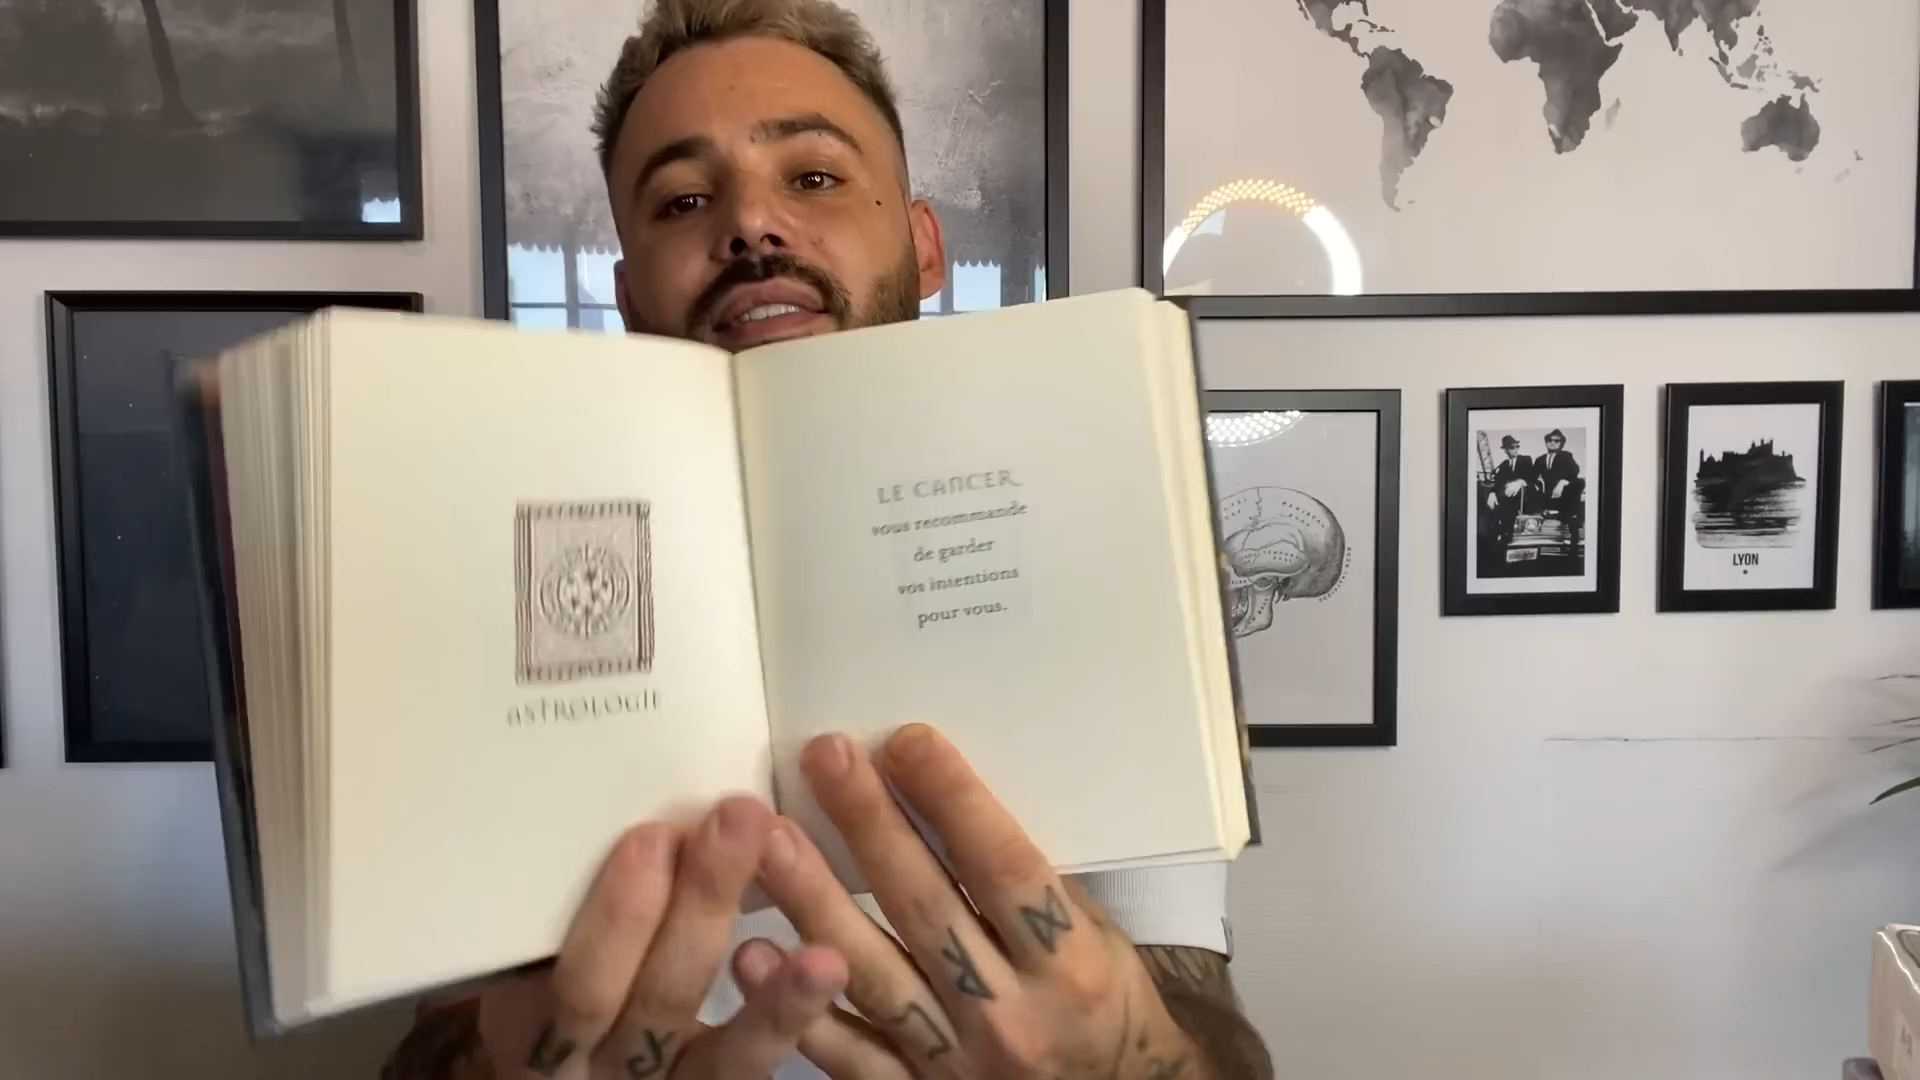 ASTROLOGIE
LE CANCER
vous recommande
de garder
vos intentions
pour vous.
LYON